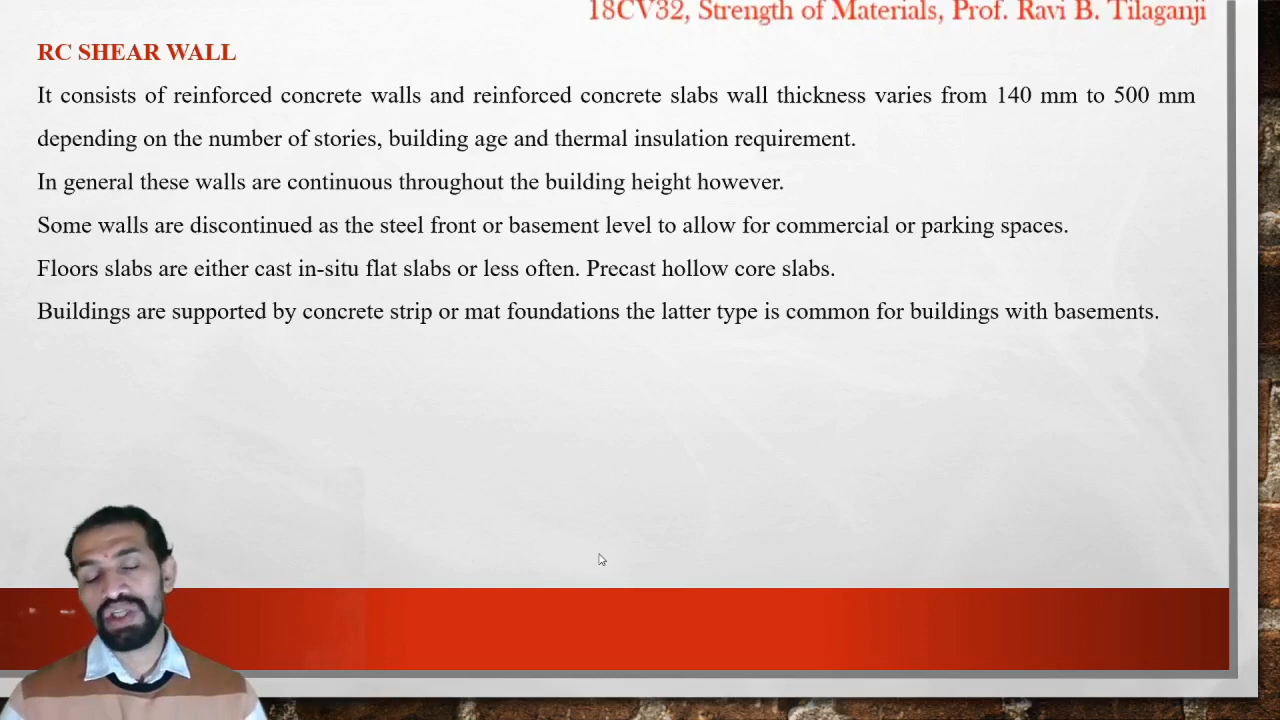 18CV32, Strength of Materials, Prof. Ravi B. Tilaganji
RC SHEAR WALL
It consists of reinforced concrete walls and reinforced concrete slabs wall thickness varies from 140 mm to 500 mm
depending on the number of stories, building age and thermal insulation requirement.
In general these walls are continuous throughout the building height however.
Some walls are discontinued as the steel front or basement level to allow for commercial or parking spaces.
Floors slabs are either cast in-situ flat slabs or less often. Precast hollow core slabs.
Buildings are supported by concrete strip or mat foundations the latter type is common for buildings with basements.